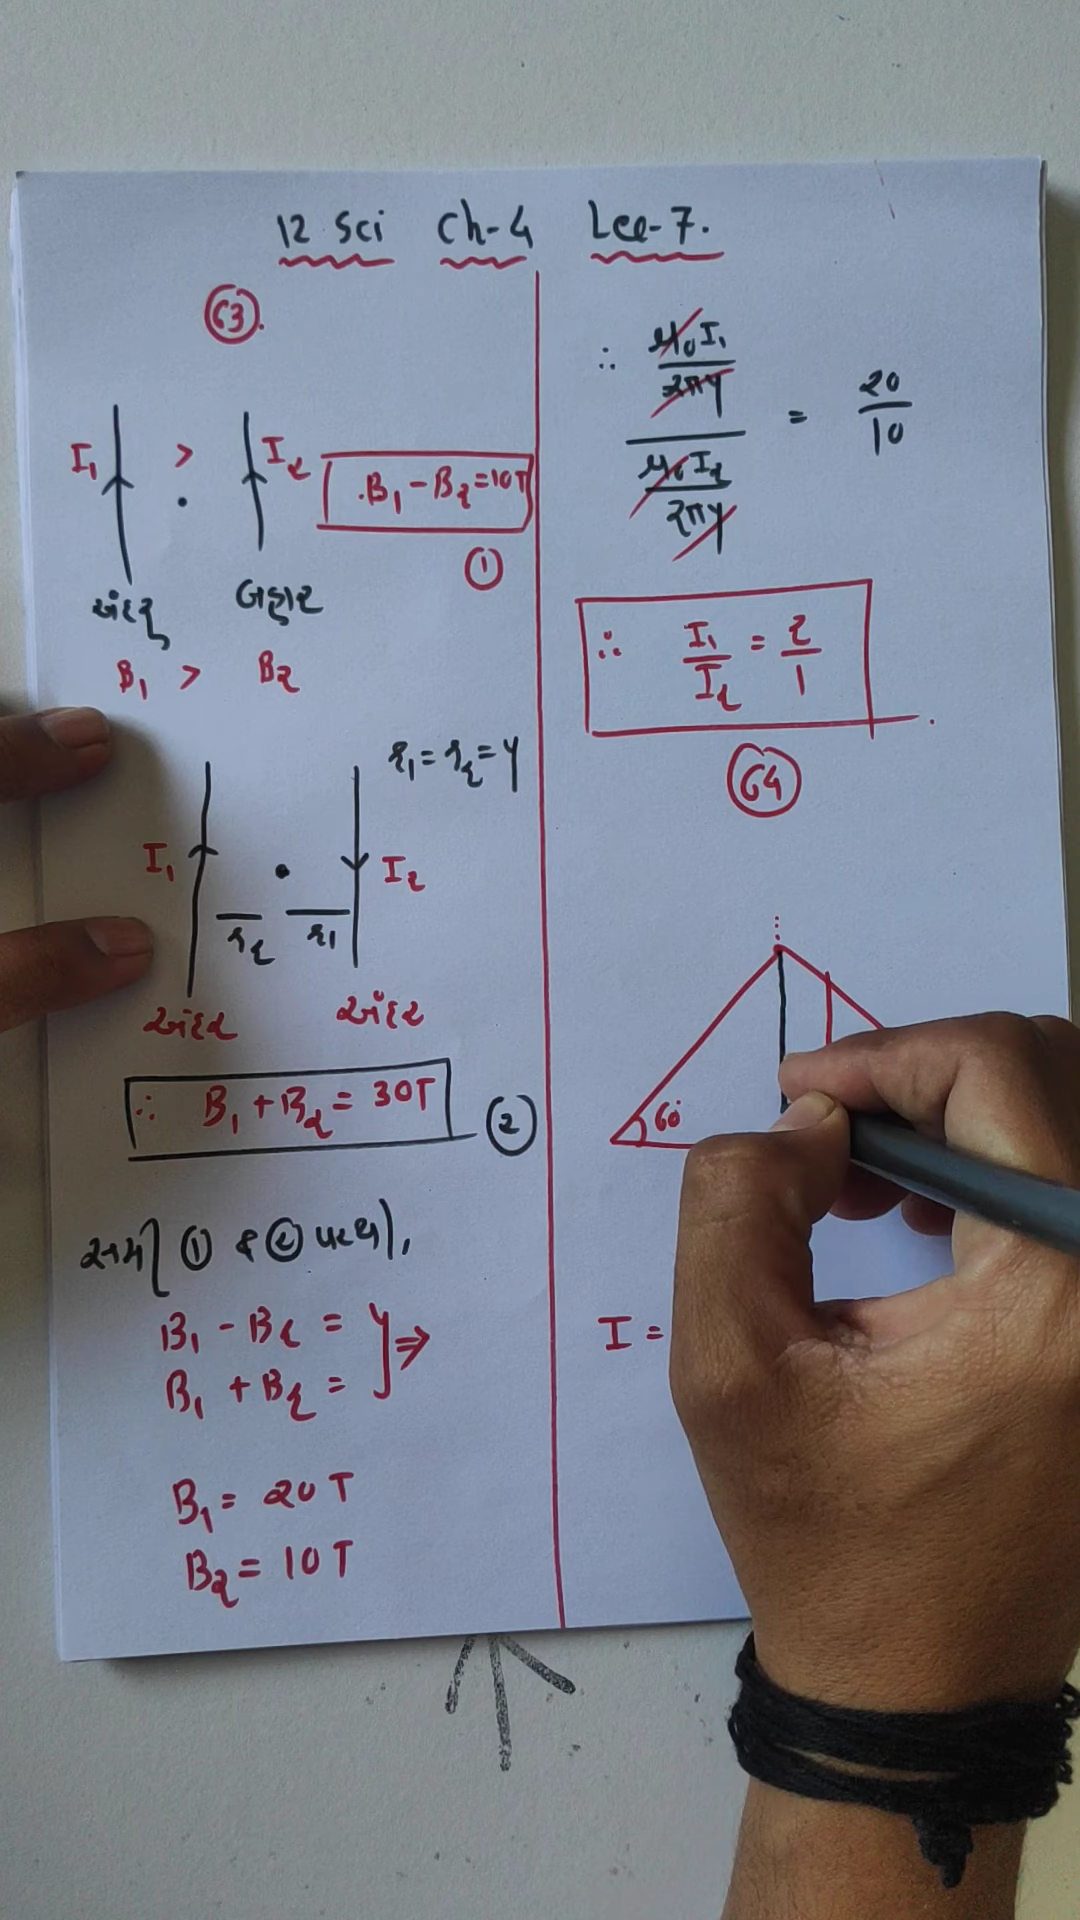 12 Sci Ch-4 Lec-7.
63.
I₁ > I₂
B₁ - B₂ = 10T
1
અંદર બહાર
B₁ > B₂
r₁ = r₂ = y
I₁ I₂
r₂ r₁
અંદર અંદર
∴ B₁ + B₂ = 30T
2
સમી ① & ② પરથી,
B₁ - B₂ =
B₁ + B₂ = } ⇒
B₁ = 20 T
B₂ = 10 T
∴ μ₀I₁ / 2πy / μ₀I₂ / 2πy = 20 / 10
∴ I₁ / I₂ = 2 / 1
64
60°
I =